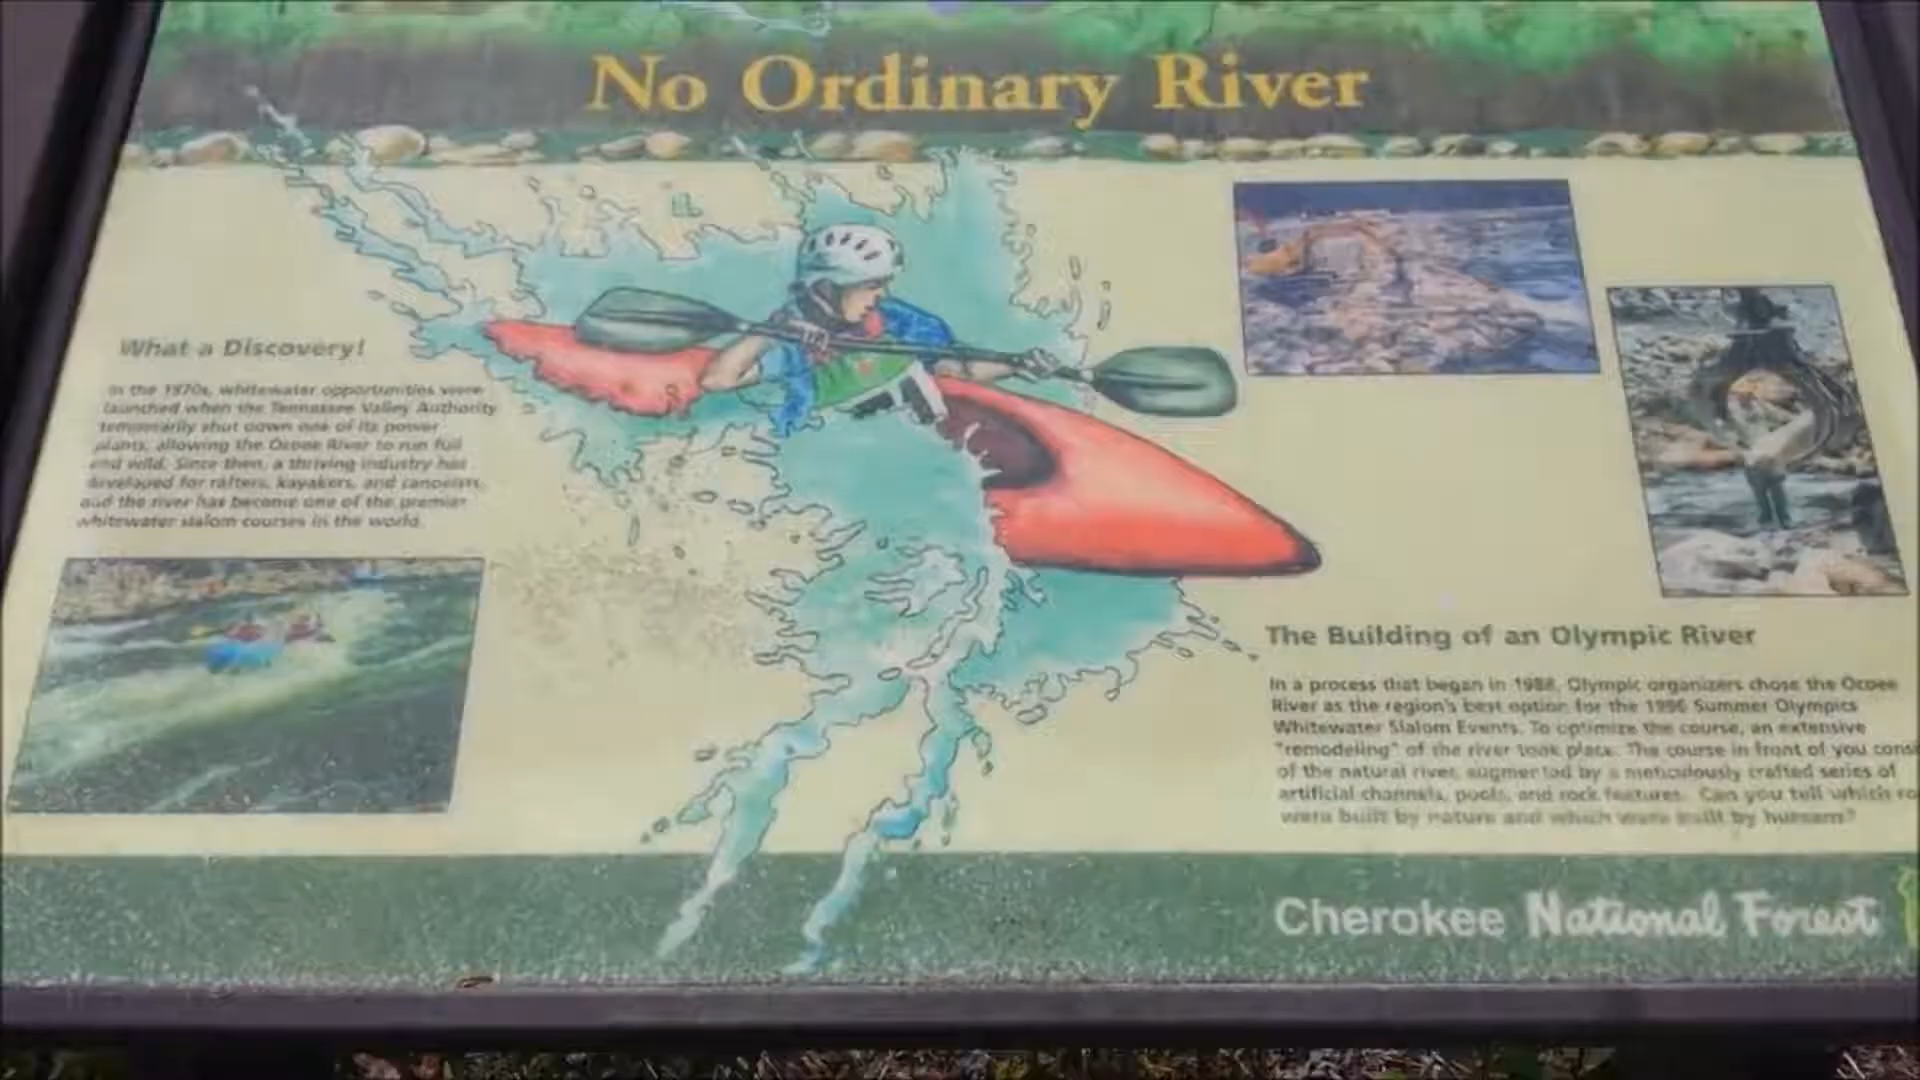 No Ordinary River
What a Discovery!
In the 1970s, whitewater opportunities were
launched when the Tennessee Valley Authority
temporarily shut down one of its power
plants, allowing the Ocoee River to run full
and wild. Since then, a thriving industry has
developed for rafters, kayakers, and canoeists
and the river has become one of the premier
whitewater slalom courses in the world.
The Building of an Olympic River
In a process that began in 1988, Olympic organizers chose the Ocoee
River as the region's best option for the 1996 Summer Olympics
Whitewater Slalom Events. To optimize the course, an extensive
"remodeling" of the river took place. The course in front of you consi
of the natural river, augmented by a meticulously crafted series of
artificial channels, pools, and rock features. Can you tell which ro
were built by nature and which were built by humans?
Cherokee National Forest